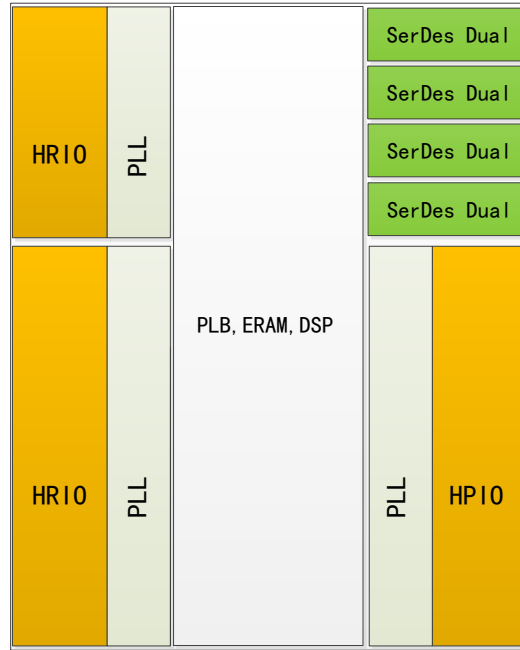 HRIO
PLL
SerDes Dual
SerDes Dual
SerDes Dual
SerDes Dual
PLB, ERAM, DSP
HRIO
PLL
PLL
HPIO